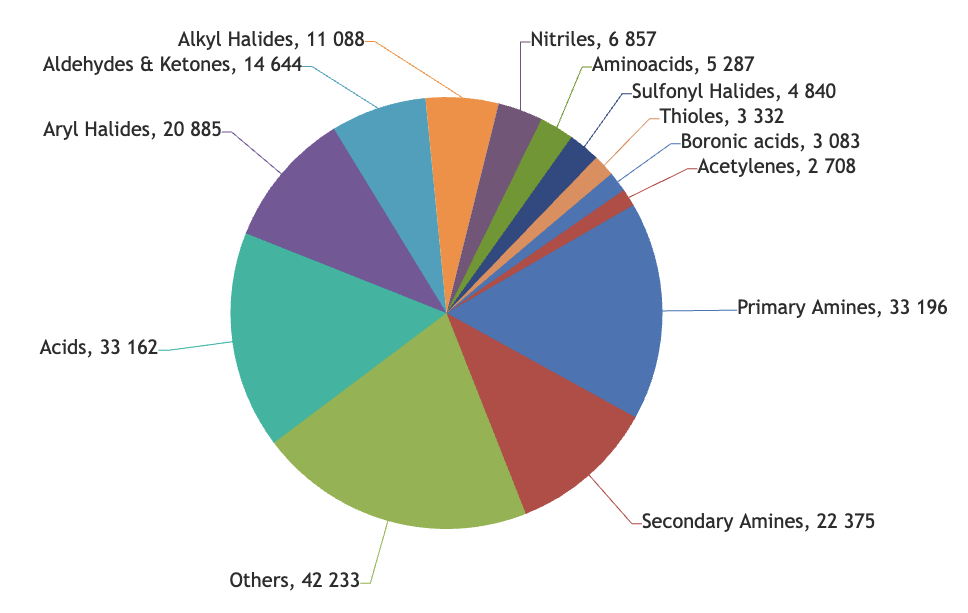 Alkyl Halides, 11 088
Nitriles, 6 857
Aldehydes & Ketones, 14 644
Aminoacids, 5 287
Sulfonyl Halides, 4 840
Thioles, 3 332
Aryl Halides, 20 885
Boronic acids, 3 083
Acetylenes, 2 708
Primary Amines, 33 196
Acids, 33 162
Secondary Amines, 22 375
Others, 42 233